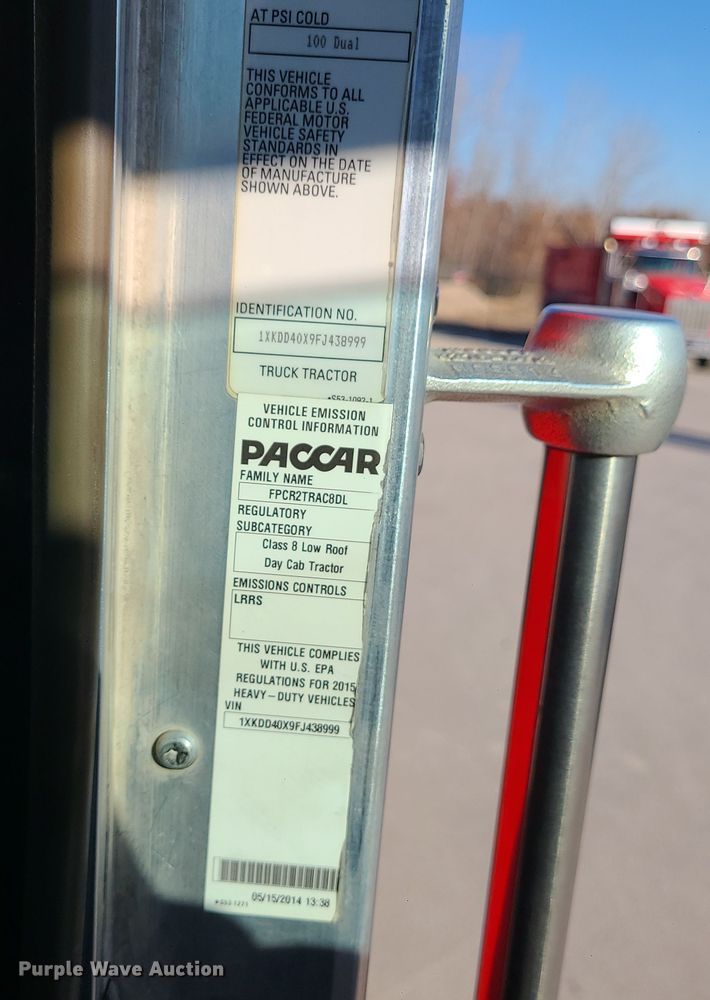 AT PSI COLD
100 Dual
THIS VEHICLE
CONFORMS TO ALL
APPLICABLE U.S.
FEDERAL MOTOR
VEHICLE SAFETY
STANDARDS IN
EFFECT ON THE DATE
OF MANUFACTURE
SHOWN ABOVE.
IDENTIFICATION NO.
1XKDD40X9FJ438999
TRUCK TRACTOR
VEHICLE EMISSION
CONTROL INFORMATION
PACCAR
FAMILY NAME
FPCR2TRAC8DL
REGULATORY
SUBCATEGORY
Class 8 Low Roof
Day Cab Tractor
EMISSIONS CONTROLS
LRRS
THIS VEHICLE COMPLIES
WITH U.S. EPA
REGULATIONS FOR 2015
HEAVY-DUTY VEHICLES
VIN
1XKDD40X9FJ438999
05/15/2014 13:38
Purple Wave Auction